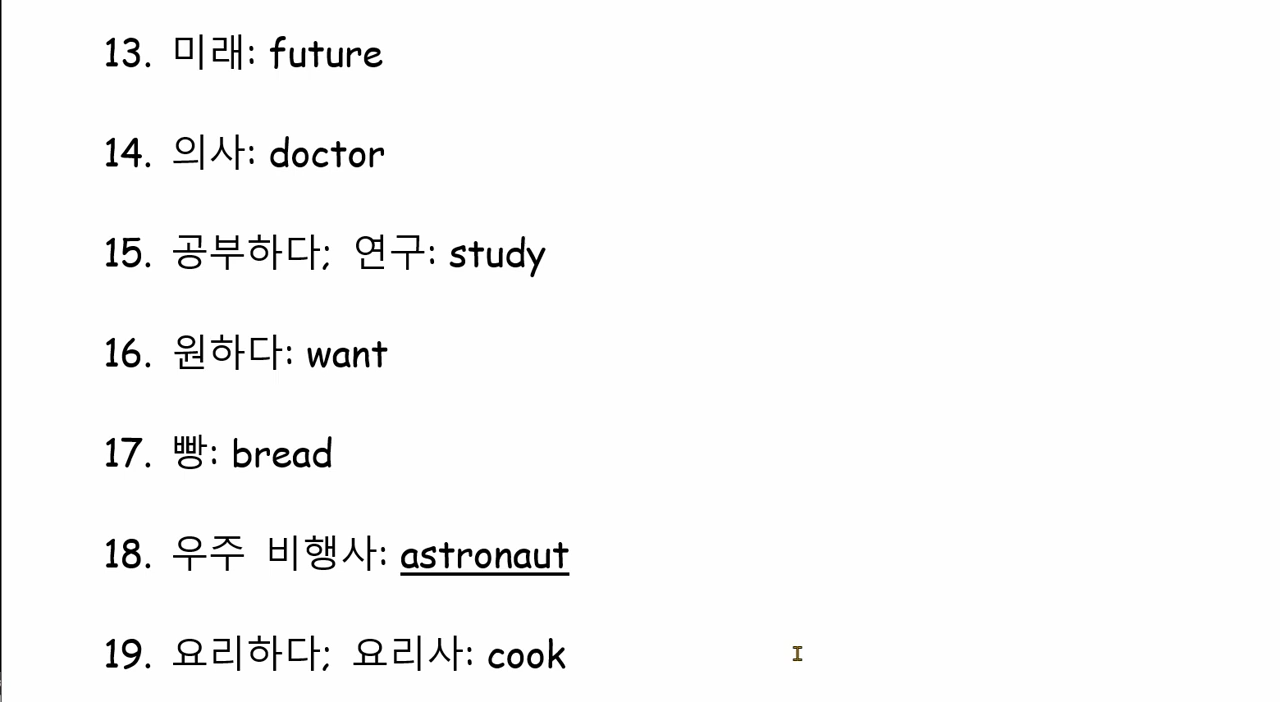 13. 미래: future
14. 의사: doctor
15. 공부하다; 연구: study
16. 원하다: want
17. 빵: bread
18. 우주 비행사: astronaut
19. 요리하다; 요리사: cook